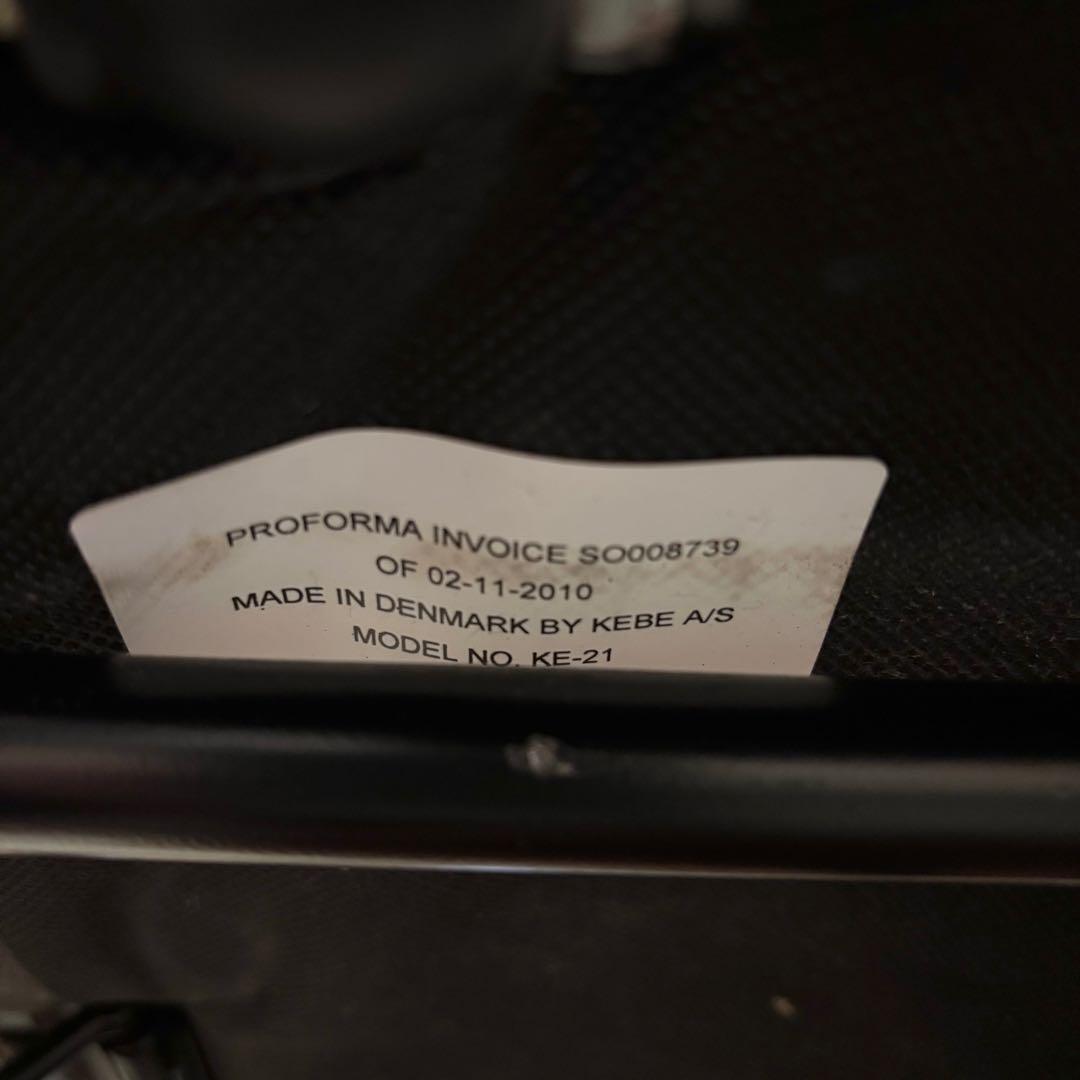 PROFORMA INVOICE SO008739
OF 02-11-2010
MADE IN DENMARK BY KEBE A/S
MODEL NO. KE-21